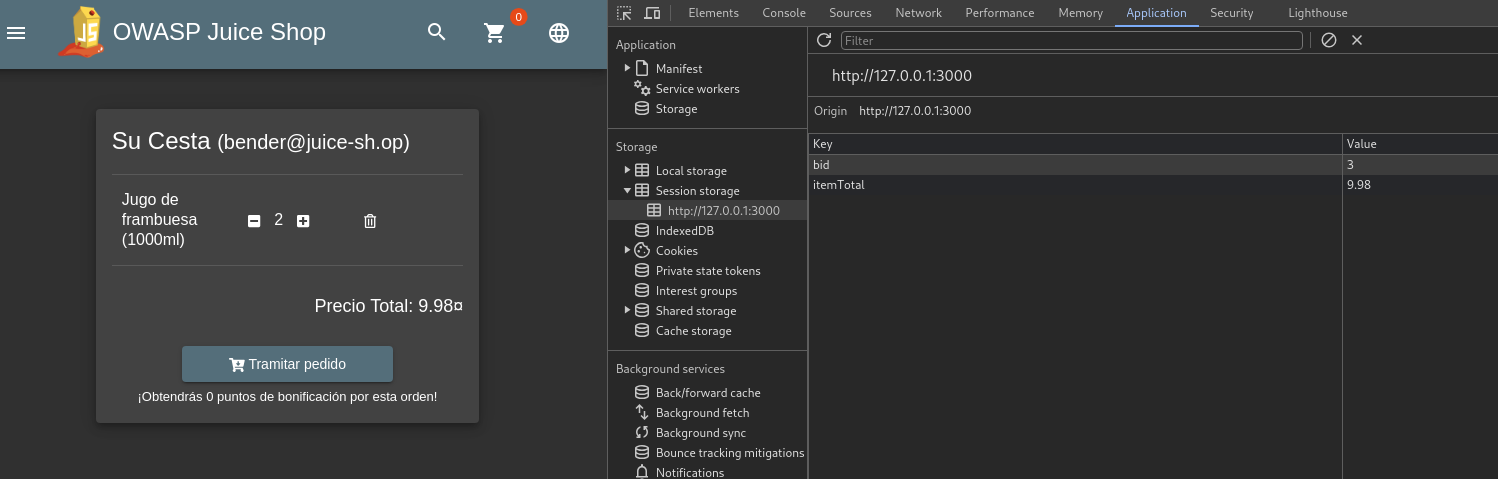 OWASP Juice Shop
0
Su Cesta (bender@juice-sh.op)
Jugo de
frambuesa
(1000ml)
2
Precio Total: 9.98¤
Tramitar pedido
¡Obtendrás 0 puntos de bonificación por esta orden!
Elements Console Sources Network Performance Memory Application Security Lighthouse
Application
Manifest
Service workers
Storage
Storage
Local storage
Session storage
http://127.0.0.1:3000
IndexedDB
Cookies
Private state tokens
Interest groups
Shared storage
Cache storage
Background services
Back/forward cache
Background fetch
Background sync
Bounce tracking mitigations
Notifications
Filter
http://127.0.0.1:3000
Origin http://127.0.0.1:3000
Key Value
bid 3
itemTotal 9.98